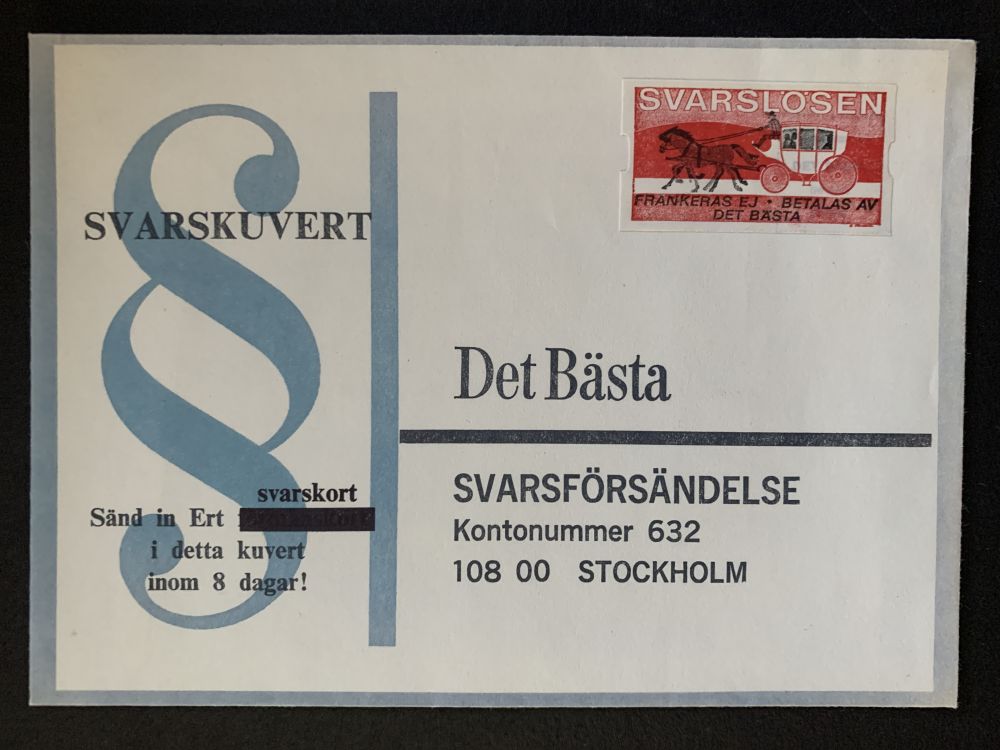 SVARSLÖSEN
FRANKERAS EJ • BETALAS AV
DET BÄSTA
§
SVARSKUVERT
svarskort
Sänd in Ert
i detta kuvert
inom 8 dagar!
Det Bästa
SVARSFÖRSÄNDELSE
Kontonummer 632
108 00 STOCKHOLM